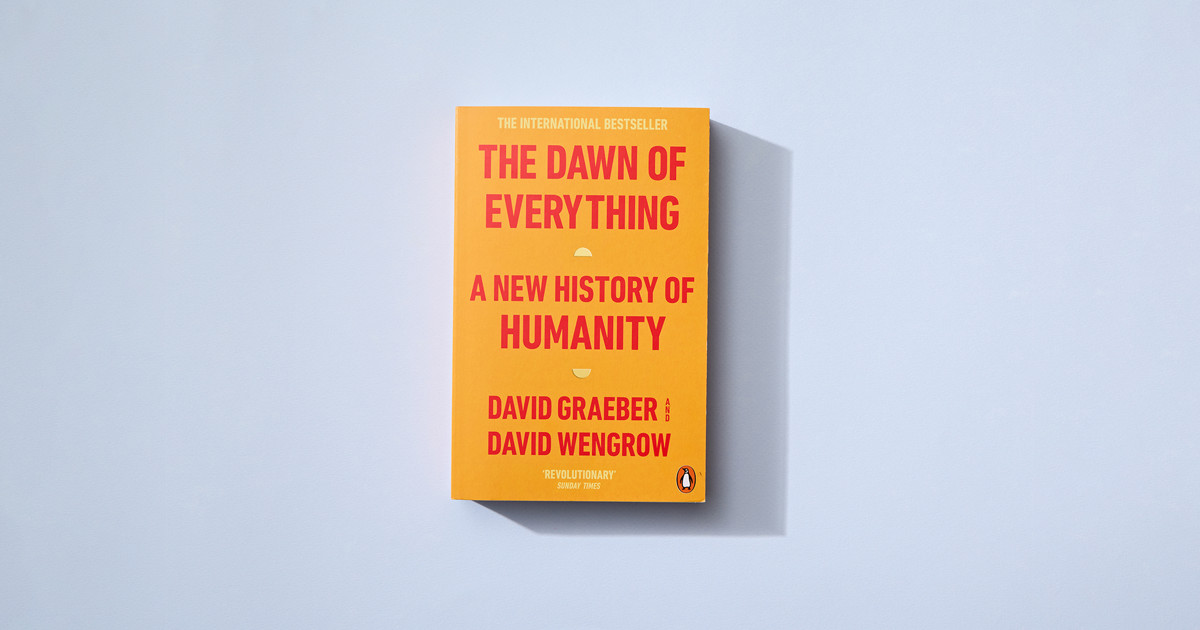 THE INTERNATIONAL BESTSELLER
THE DAWN OF
EVERYTHING
A NEW HISTORY OF
HUMANITY
DAVID GRAEBER AND
DAVID WENGROW
'REVOLUTIONARY'
SUNDAY TIMES